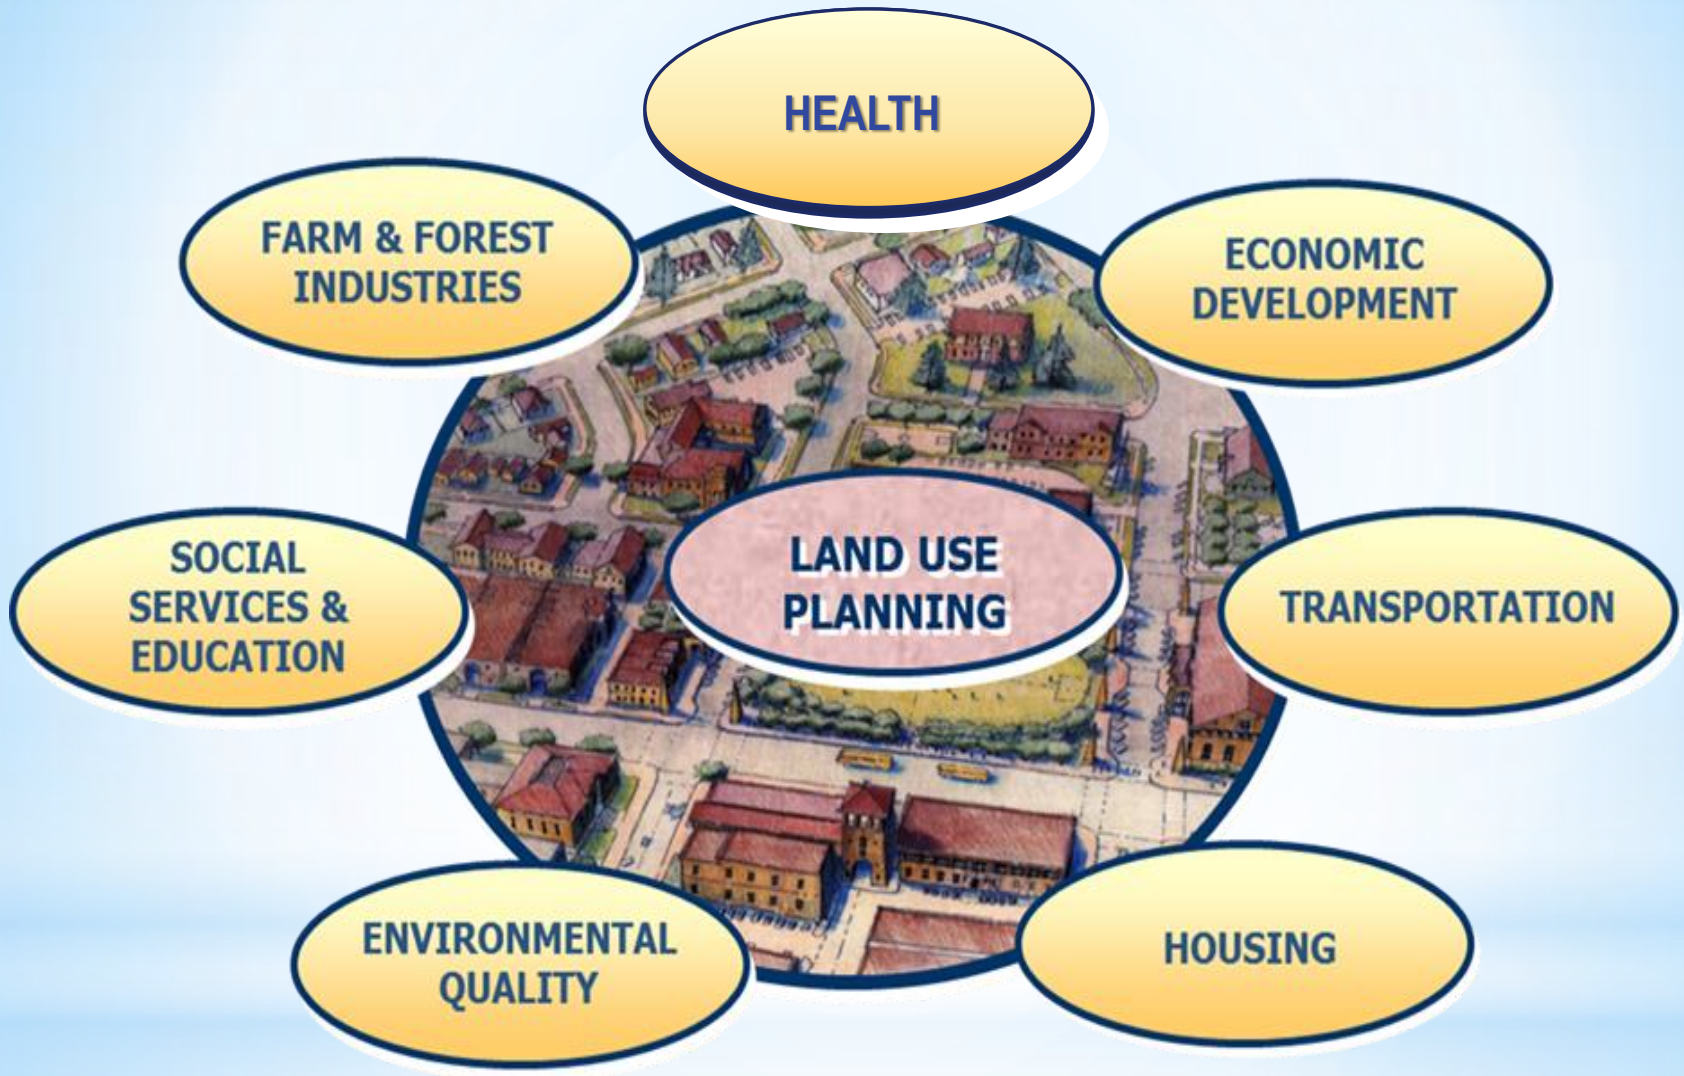 HEALTH
FARM & FOREST
INDUSTRIES
ECONOMIC
DEVELOPMENT
SOCIAL
SERVICES &
EDUCATION
LAND USE
PLANNING
TRANSPORTATION
ENVIRONMENTAL
QUALITY
HOUSING